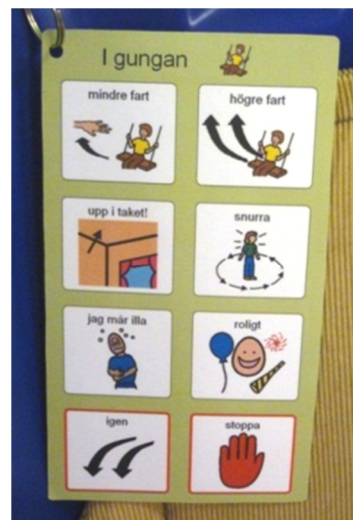 I gungan
mindre fart
högre fart
upp i taket!
snurra
jag mår illa
roligt
igen
stoppa